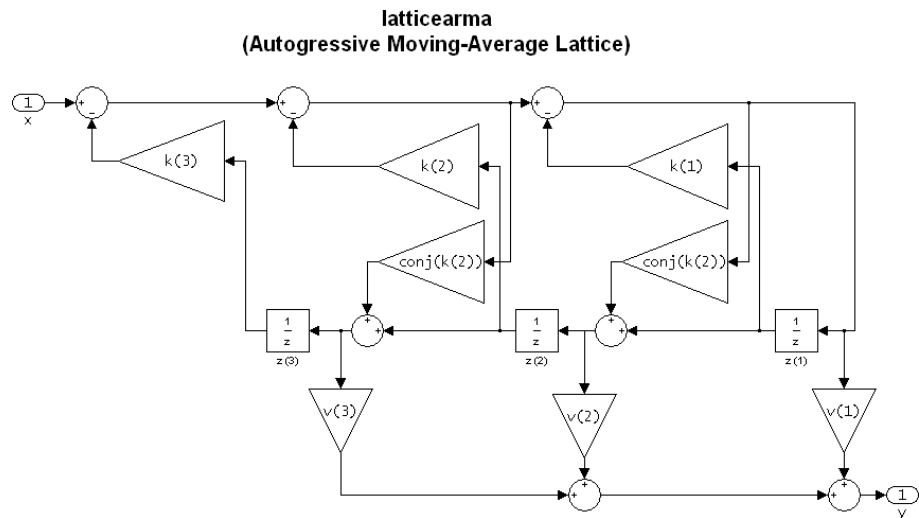 latticearma
(Autogressive Moving-Average Lattice)
1
x
+
−
+
−
+
−
k(3)
k(2)
k(1)
conj(k(2))
conj(k(2))
+
+
+
+
1
z
z(3)
1
z
z(2)
1
z
z(1)
v(3)
v(2)
v(1)
+
+
+
+
1
y